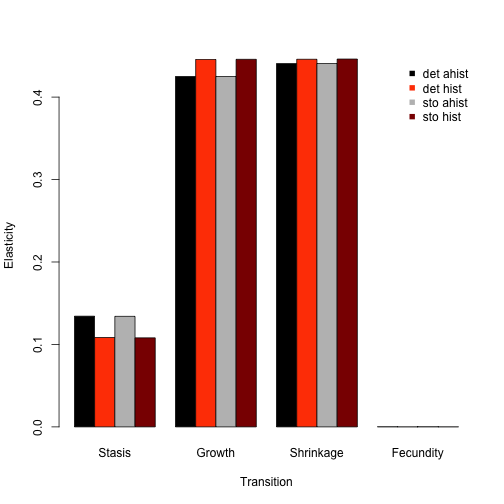 det ahist
det hist
sto ahist
sto hist
Elasticity
0.4
0.3
0.2
0.1
0.0
Stasis Growth Shrinkage Fecundity
Transition